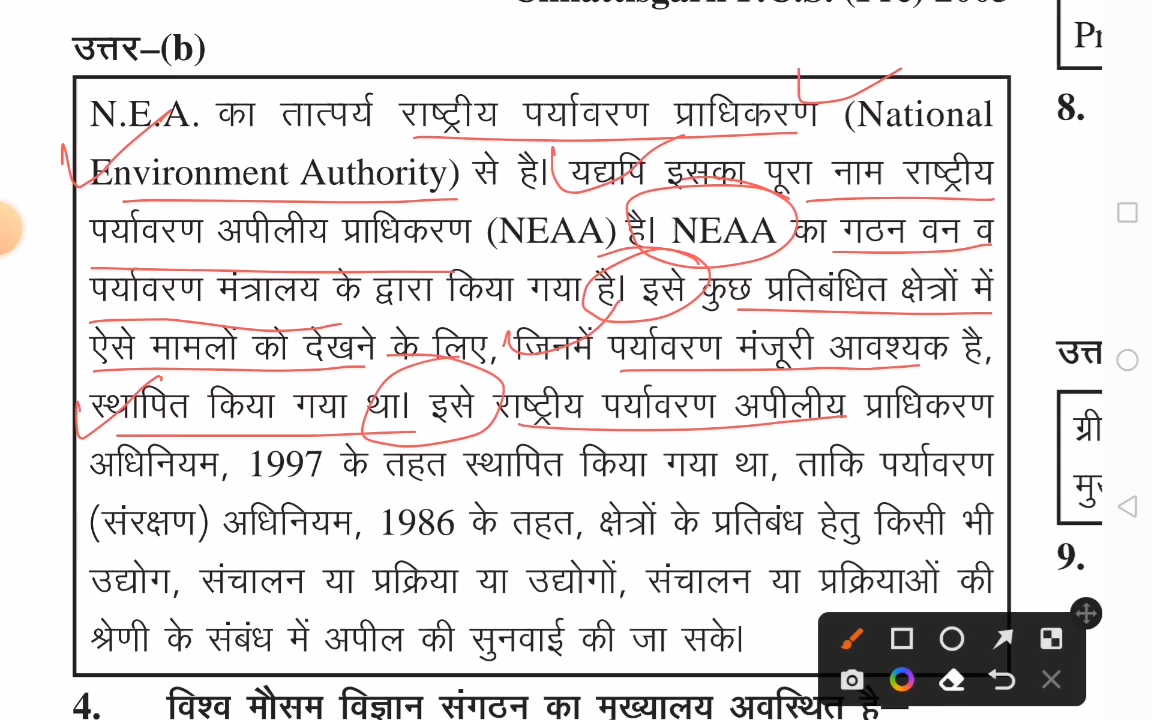 उत्तर–(b)
N.E.A. का तात्पर्य राष्ट्रीय पर्यावरण प्राधिकरण (National
Environment Authority) से है। यद्यपि इसका पूरा नाम राष्ट्रीय
पर्यावरण अपीलीय प्राधिकरण (NEAA) है। NEAA का गठन वन व
पर्यावरण मंत्रालय के द्वारा किया गया है। इसे कुछ प्रतिबंधित क्षेत्रों में
ऐसे मामलों को देखने के लिए, जिनमें पर्यावरण मंजूरी आवश्यक है,
स्थापित किया गया था। इसे राष्ट्रीय पर्यावरण अपीलीय प्राधिकरण
अधिनियम, 1997 के तहत स्थापित किया गया था, ताकि पर्यावरण
(संरक्षण) अधिनियम, 1986 के तहत, क्षेत्रों के प्रतिबंध हेतु किसी भी
उद्योग, संचालन या प्रक्रिया या उद्योगों, संचालन या प्रक्रियाओं की
श्रेणी के संबंध में अपील की सुनवाई की जा सके।
4. विश्व मौसम विज्ञान संगठन का मुख्यालय अवस्थित है–
8.
उत्त
ग्री
9.